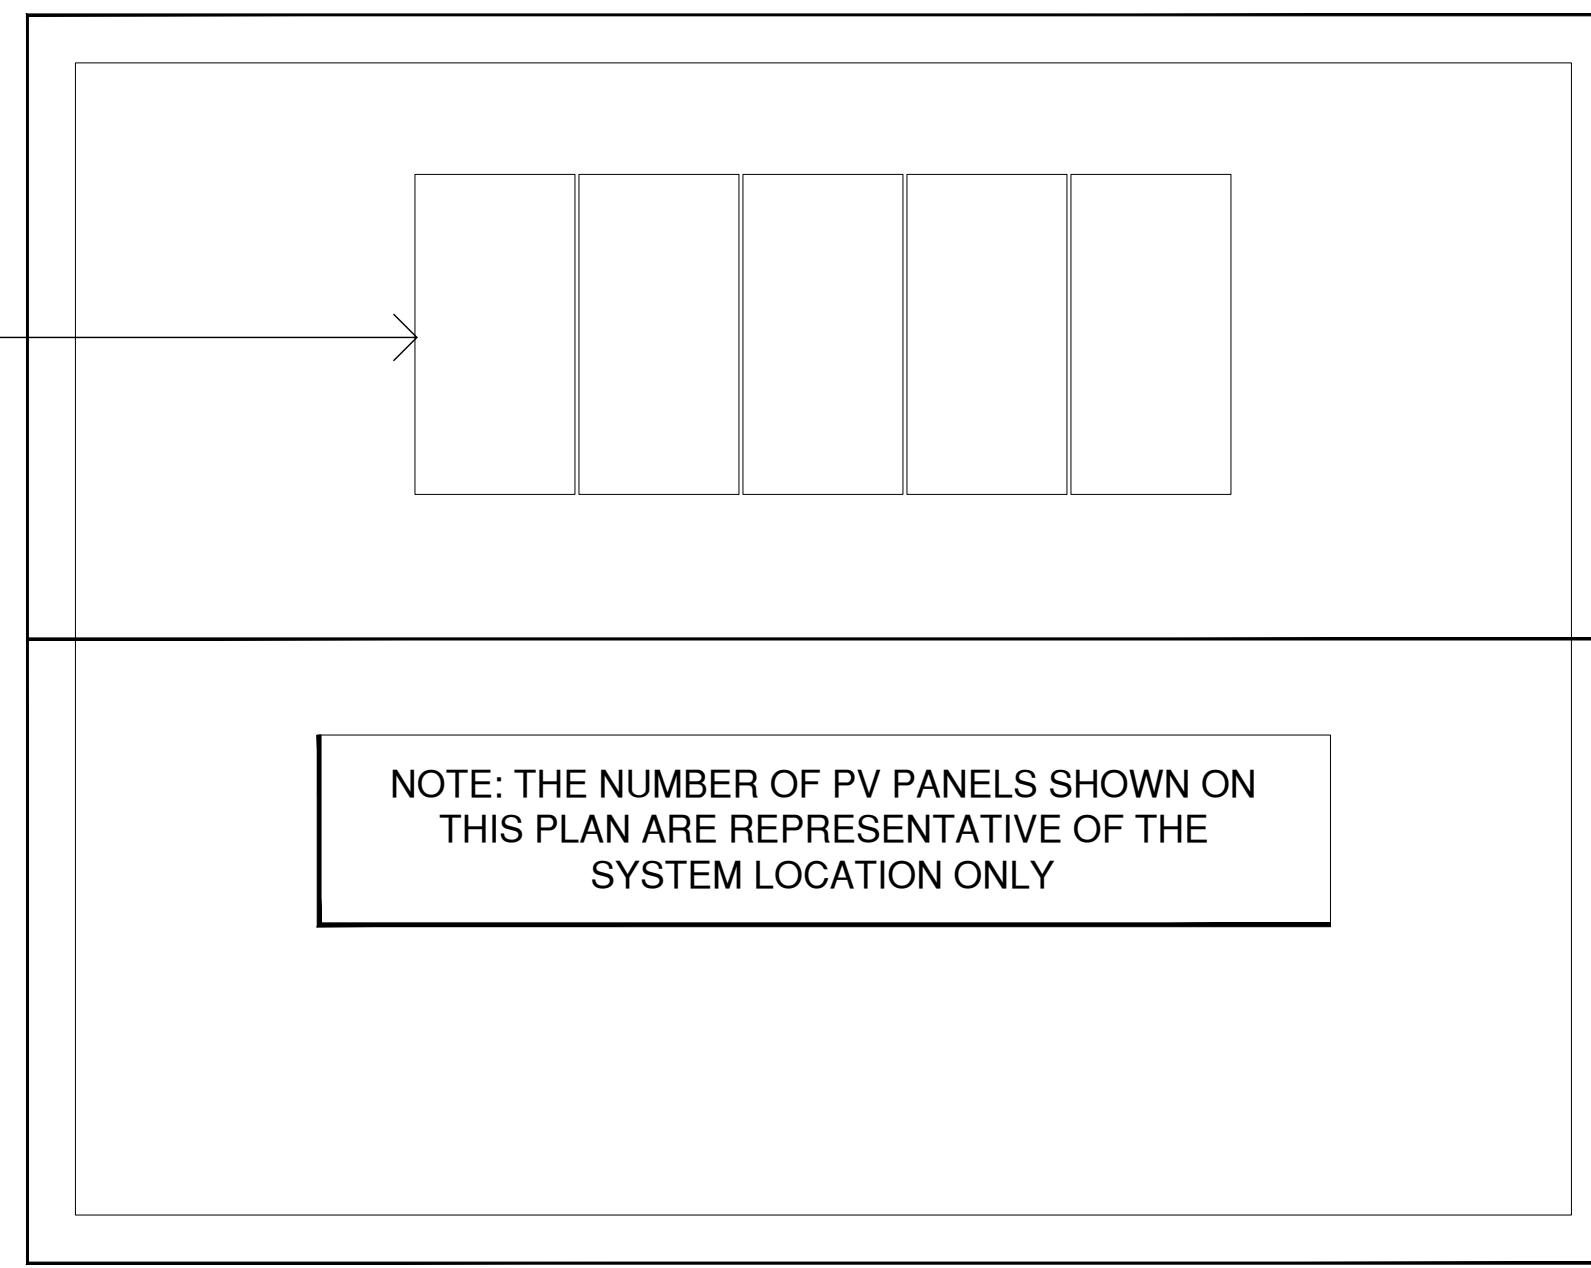 NOTE: THE NUMBER OF PV PANELS SHOWN ON
THIS PLAN ARE REPRESENTATIVE OF THE
SYSTEM LOCATION ONLY